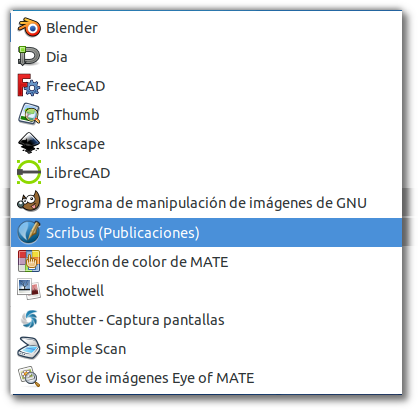 Blender
Dia
FreeCAD
gThumb
Inkscape
LibreCAD
Programa de manipulación de imágenes de GNU
Scribus (Publicaciones)
Selección de color de MATE
Shotwell
Shutter - Captura pantallas
Simple Scan
Visor de imágenes Eye of MATE